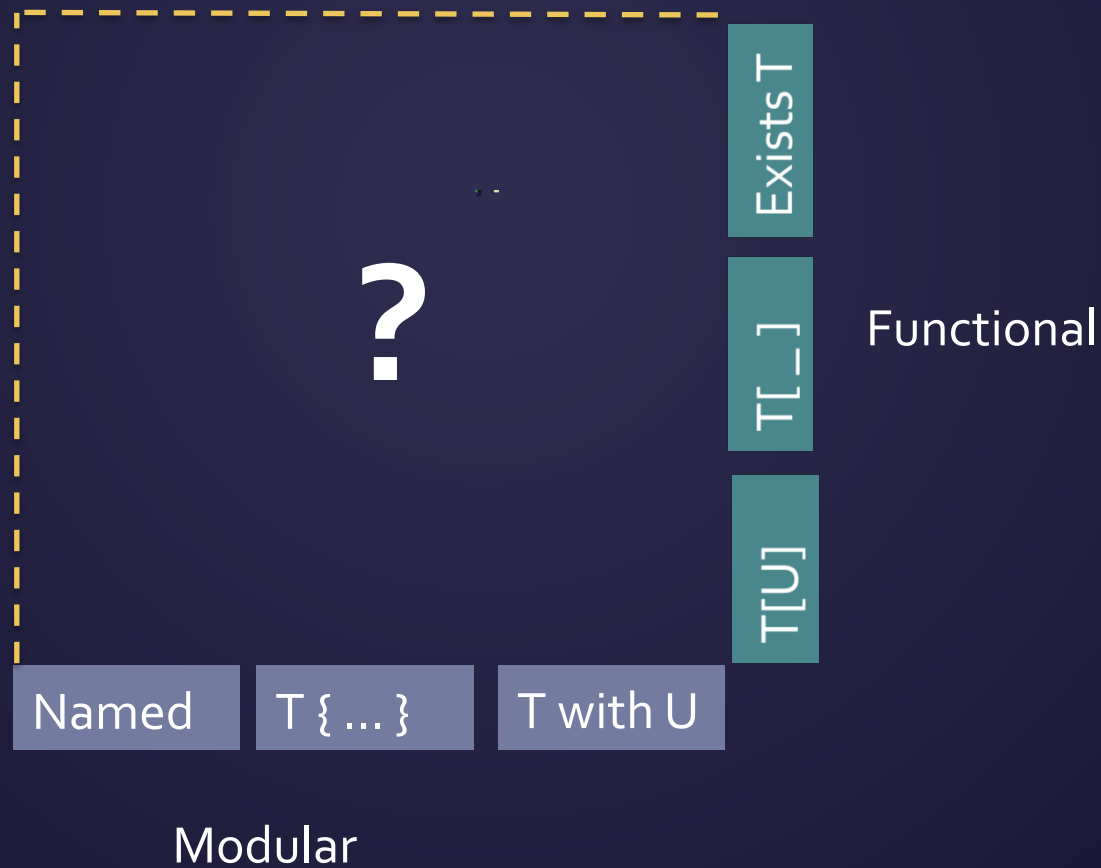 Exists T
?
T[ _ ]
Functional
T[U]
Named
T { … }
T with U
Modular